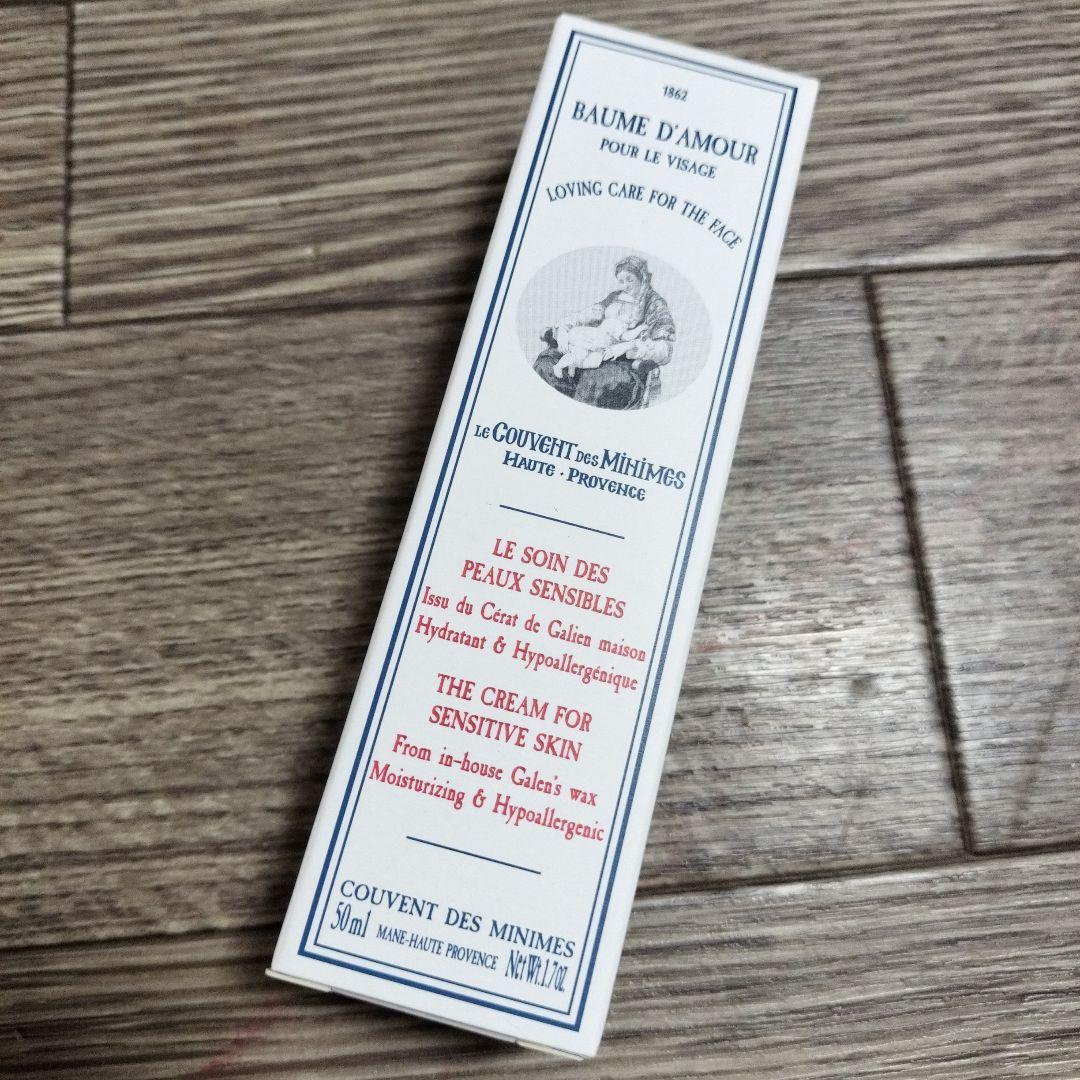 1862
BAUME D'AMOUR
POUR LE VISAGE
LOVING CARE FOR THE FACE
LE COUVENT DES MINIMES
HAUTE · PROVENCE
LE SOIN DES
PEAUX SENSIBLES
Issu du Cérat de Galien maison
Hydratant & Hypoallergénique
THE CREAM FOR
SENSITIVE SKIN
From in-house Galen's wax
Moisturizing & Hypoallergenic
COUVENT DES MINIMES
50ml MANE-HAUTE PROVENCE NetWt.1.7oz.